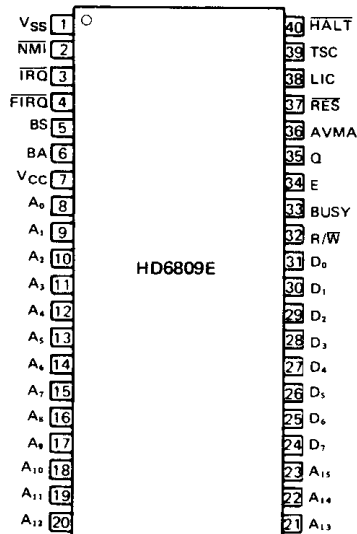 VSS 1 40 HALT
NMI 2 39 TSC
IRQ 3 38 LIC
FIRQ 4 37 RES
BS 5 36 AVMA
BA 6 35 Q
VCC 7 34 E
A0 8 33 BUSY
A1 9 32 R/W
A2 10 31 D0
A3 11 30 D1
A4 12 29 D2
A5 13 28 D3
A6 14 27 D4
A7 15 26 D5
A8 16 25 D6
A9 17 24 D7
A10 18 23 A15
A11 19 22 A14
A12 20 21 A13
HD6809E